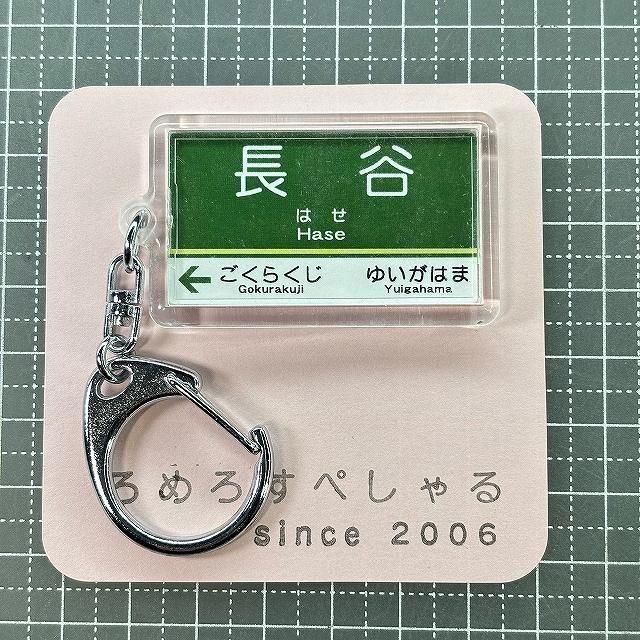 長谷
はせ
Hase
ごくらくじ ゆいがはま
Gokurakuji Yuigahama
ろめろすぺしゃる
since 2006